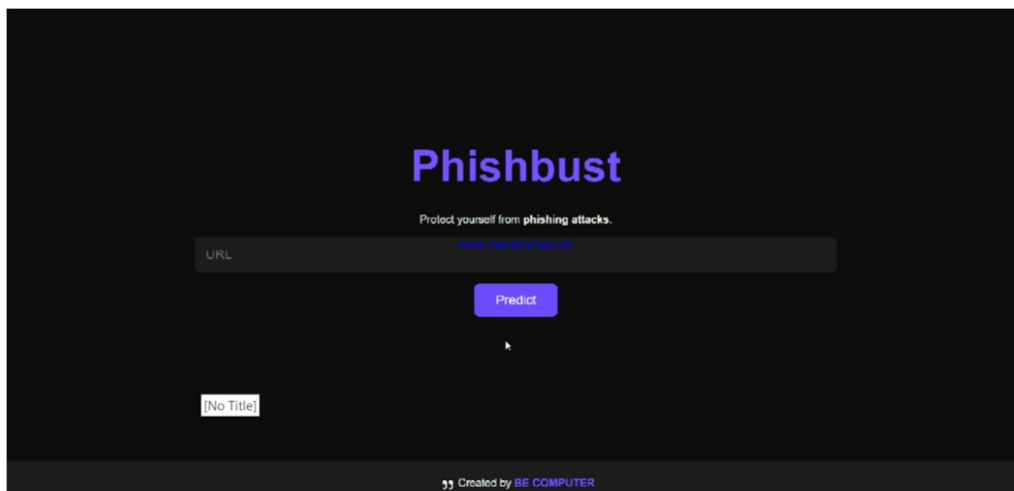 Phishbust
Protect yourself from phishing attacks.
URL
Predict
[No Title]
Created by BE COMPUTER